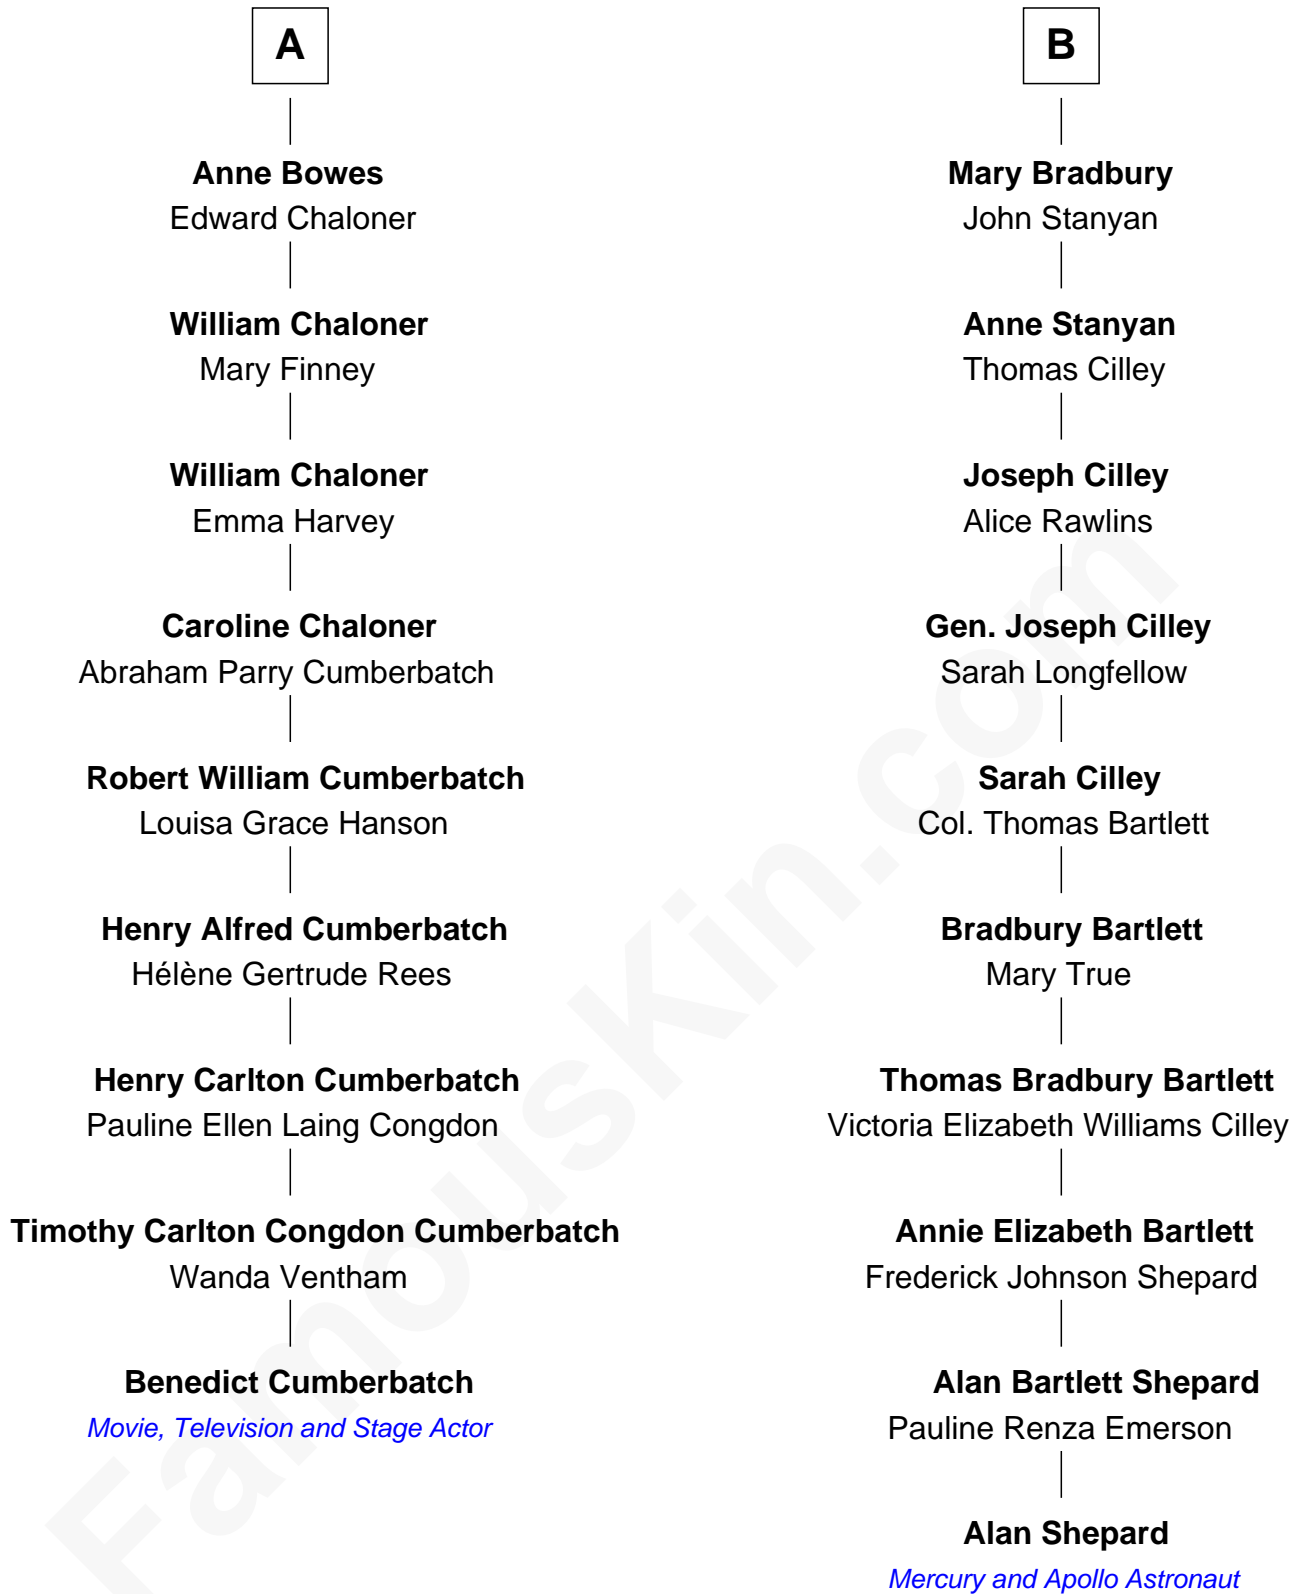 A
Anne Bowes
Edward Chaloner
William Chaloner
Mary Finney
William Chaloner
Emma Harvey
Caroline Chaloner
Abraham Parry Cumberbatch
Robert William Cumberbatch
Louisa Grace Hanson
Henry Alfred Cumberbatch
Hélène Gertrude Rees
Henry Carlton Cumberbatch
Pauline Ellen Laing Congdon
Timothy Carlton Congdon Cumberbatch
Wanda Ventham
Benedict Cumberbatch
Movie, Television and Stage Actor
B
Mary Bradbury
John Stanyan
Anne Stanyan
Thomas Cilley
Joseph Cilley
Alice Rawlins
Gen. Joseph Cilley
Sarah Longfellow
Sarah Cilley
Col. Thomas Bartlett
Bradbury Bartlett
Mary True
Thomas Bradbury Bartlett
Victoria Elizabeth Williams Cilley
Annie Elizabeth Bartlett
Frederick Johnson Shepard
Alan Bartlett Shepard
Pauline Renza Emerson
Alan Shepard
Mercury and Apollo Astronaut
FamousKin.com